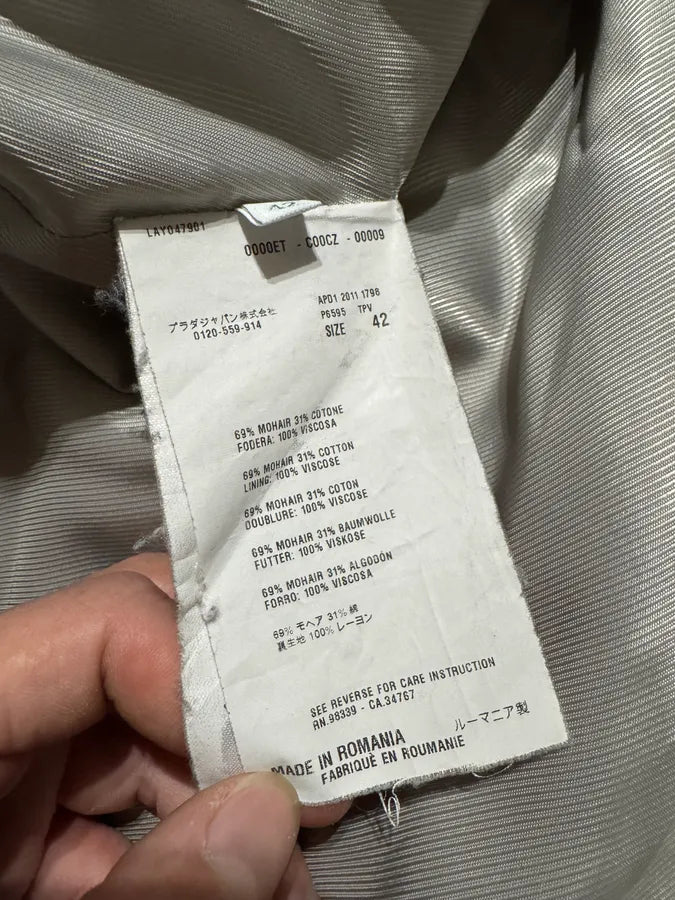 LAY047901
0000ET - C00CZ - 00009
プラダジャパン株式会社
0120-559-914
APD1 2011 1798
P6595 TPV
SIZE 42
69% MOHAIR 31% COTONE
FODERA: 100% VISCOSA
69% MOHAIR 31% COTTON
LINING: 100% VISCOSE
69% MOHAIR 31% COTON
DOUBLURE: 100% VISCOSE
69% MOHAIR 31% BAUMWOLLE
FUTTER: 100% VISKOSE
69% MOHAIR 31% ALGODÓN
FORRO: 100% VISCOSA
69% モヘア 31% 綿
裏生地 100% レーヨン
SEE REVERSE FOR CARE INSTRUCTION
RN.98339 - CA.34767
ルーマニア製
MADE IN ROMANIA
FABRIQUÈ EN ROUMANIE